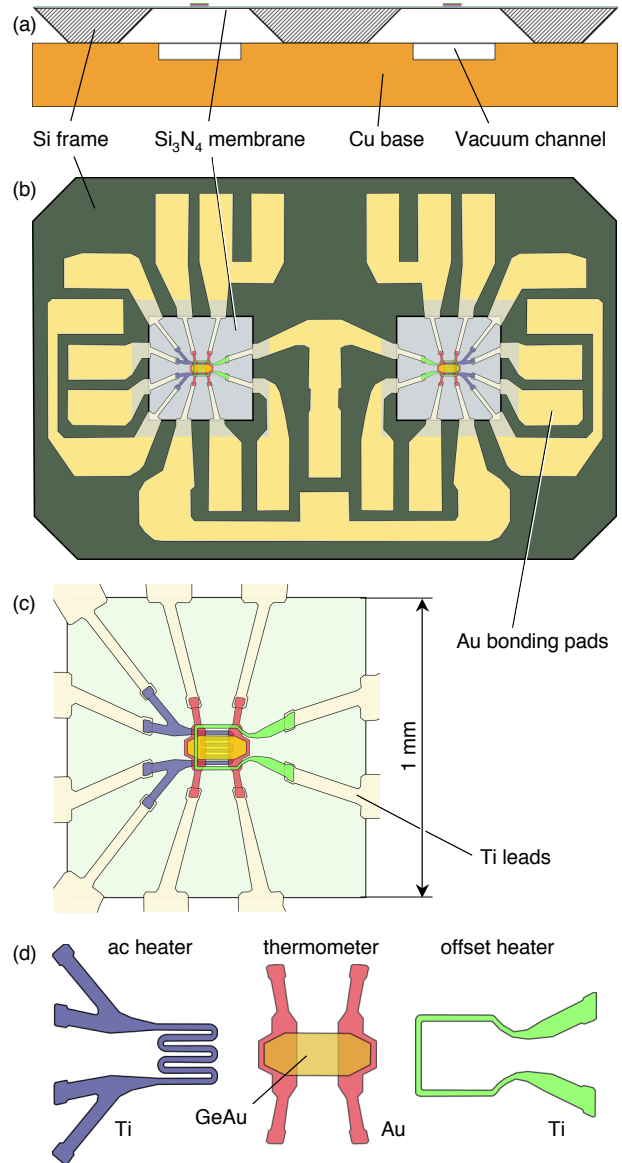 (a)
Si frame
Si₃N₄ membrane
Cu base
Vacuum channel
(b)
Au bonding pads
(c)
1 mm
Ti leads
(d)
ac heater
thermometer
offset heater
GeAu
Ti
Au
Ti